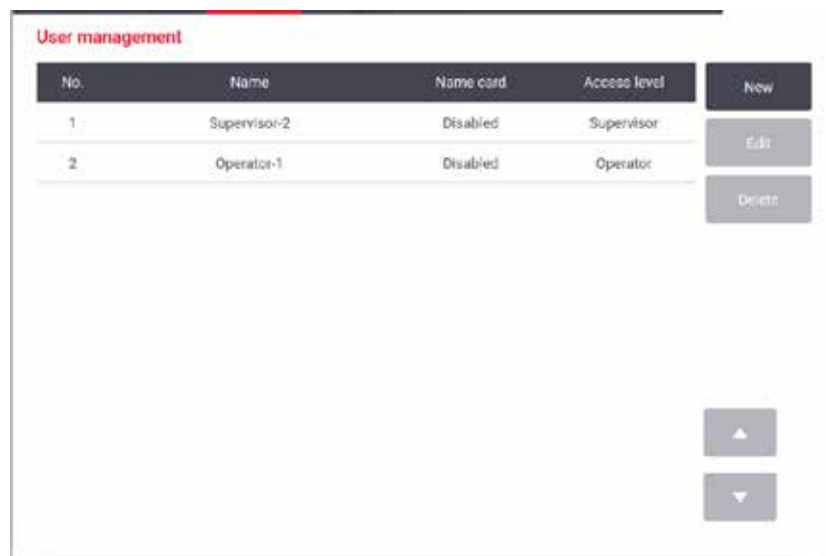 User management
No. Name Name card Access level New
1 Supervisor-2 Disabled Supervisor
Edit
2 Operator-1 Disabled Operator
Delete